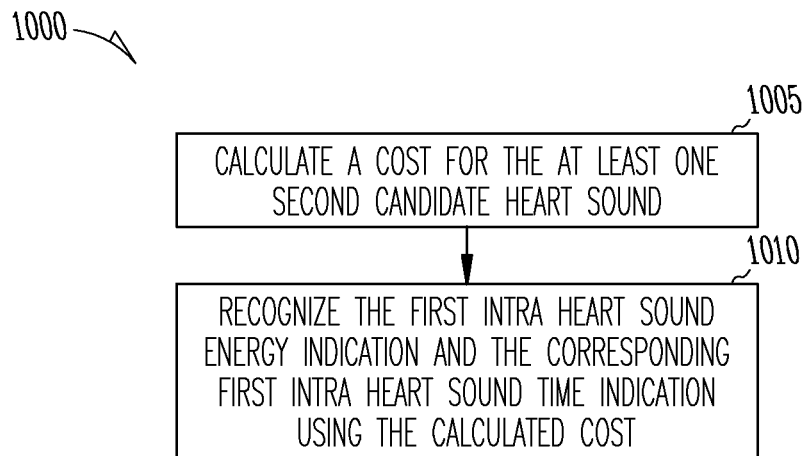 1000
1005
CALCULATE A COST FOR THE AT LEAST ONE
SECOND CANDIDATE HEART SOUND
1010
RECOGNIZE THE FIRST INTRA HEART SOUND
ENERGY INDICATION AND THE CORRESPONDING
FIRST INTRA HEART SOUND TIME INDICATION
USING THE CALCULATED COST